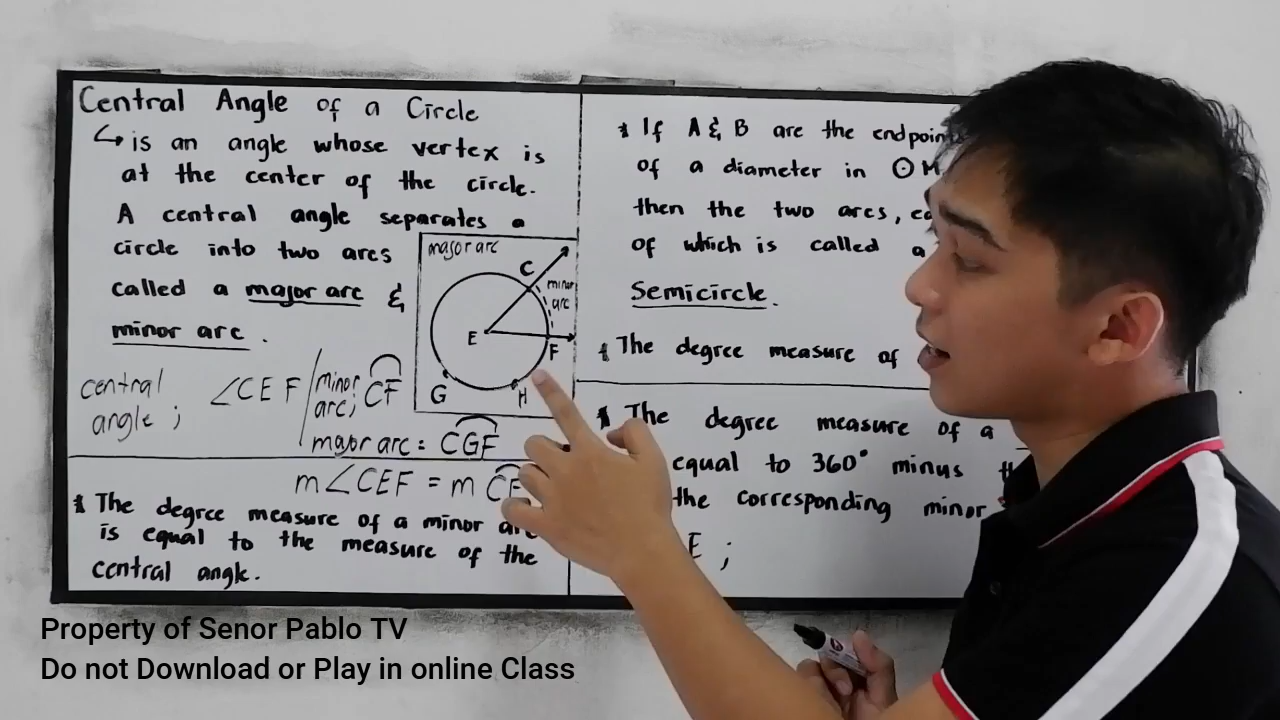 Central Angle of a Circle
↳ is an angle whose vertex is
at the center of the circle.
A central angle separates a
circle into two arcs
called a major arc &
minor arc.
major arc
C
minor
arc
E
F
G
H
central
angle ;
∠CEF
minor
arc; CF
major arc = CGF
m∠CEF = m CF
* The degree measure of a minor arc
is equal to the measure of the
central angle.
* If A & B are the endpoints
of a diameter in ⊙M
then the two arcs,
of which is called a
Semicircle.
* The degree measure of
* The degree measure of a
equal to 360° minus
the corresponding minor
E ;
Property of Senor Pablo TV
Do not Download or Play in online Class